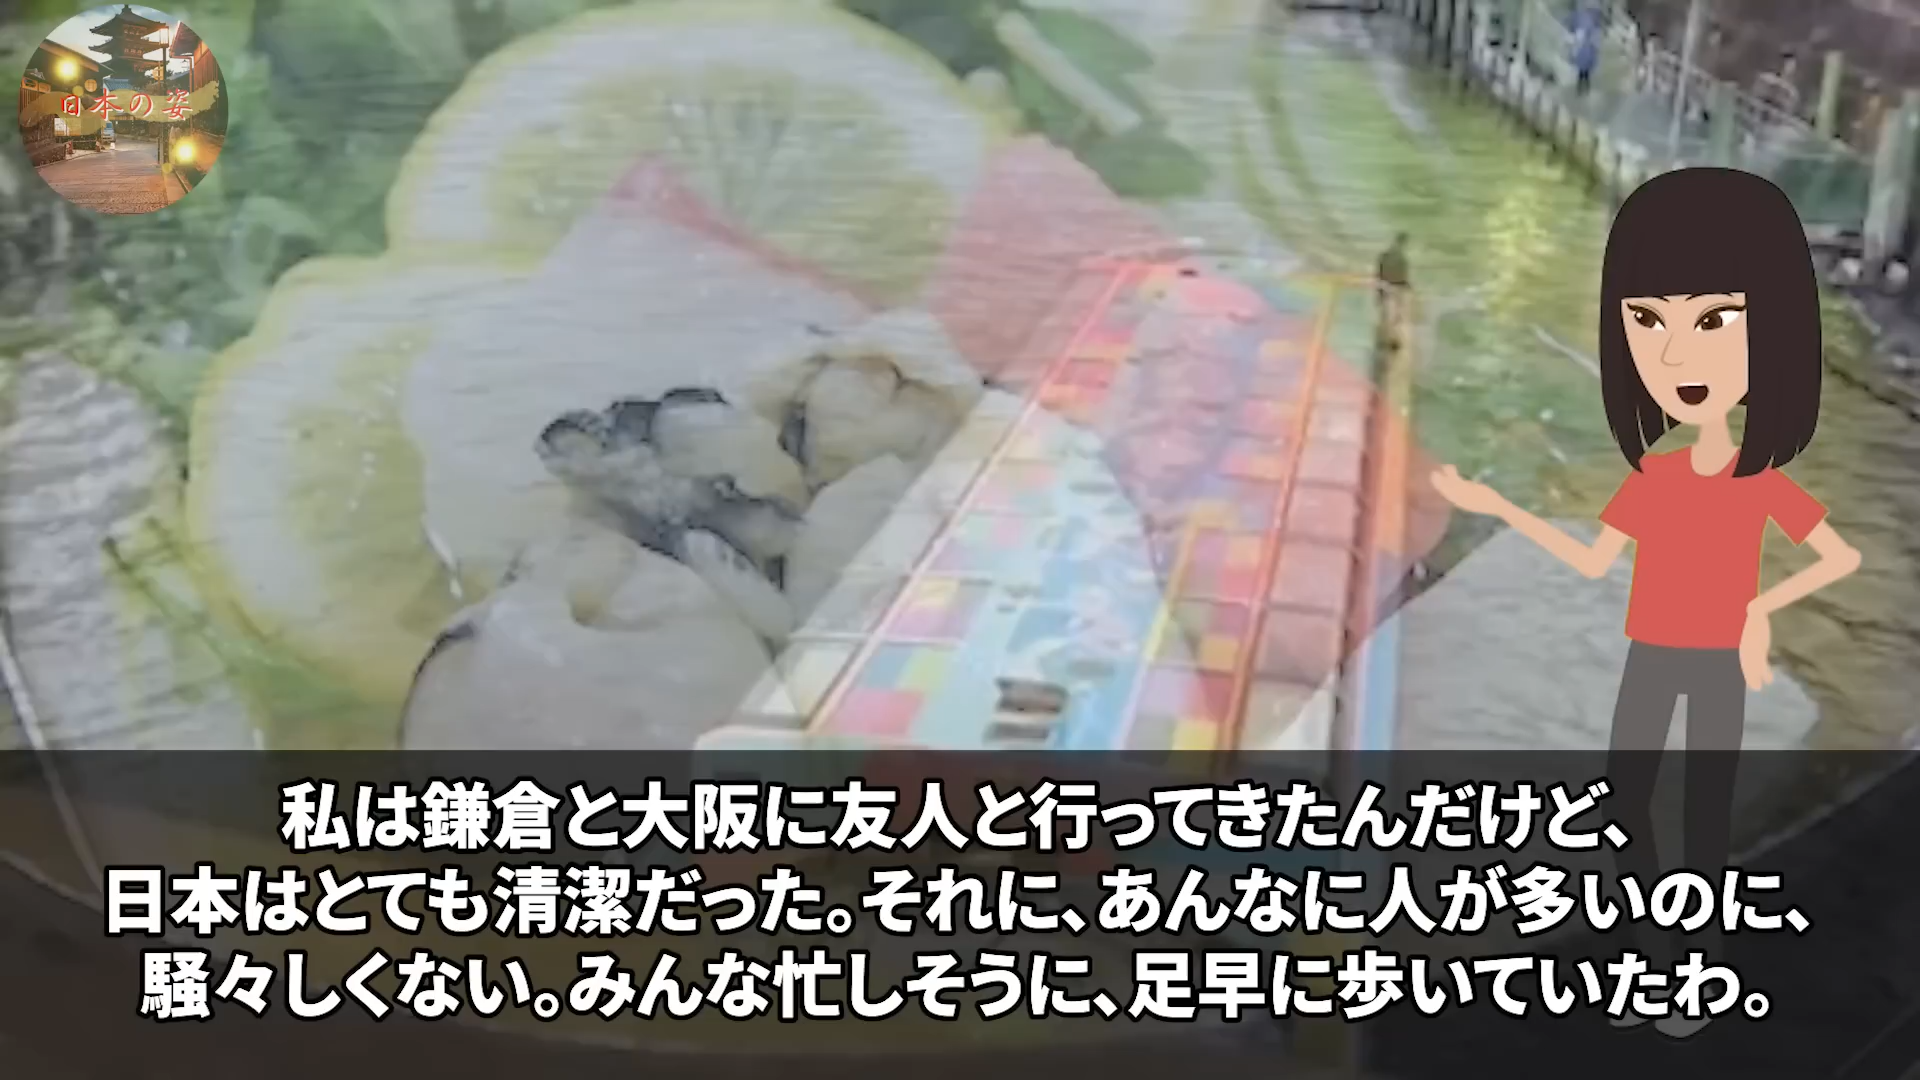 日本の姿
私は鎌倉と大阪に友人と行ってきたんだけど、
日本はとても清潔だった。それに、あんなに人が多いのに、
騒々しくない。みんな忙しそうに、足早に歩いていたわ。